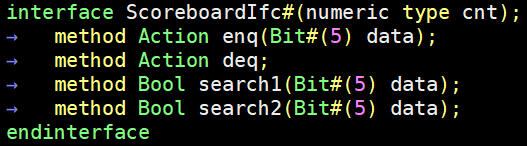 interface ScoreboardIfc#(numeric type cnt);
→ method Action enq(Bit#(5) data);
→ method Action deq;
→ method Bool search1(Bit#(5) data);
→ method Bool search2(Bit#(5) data);
endinterface